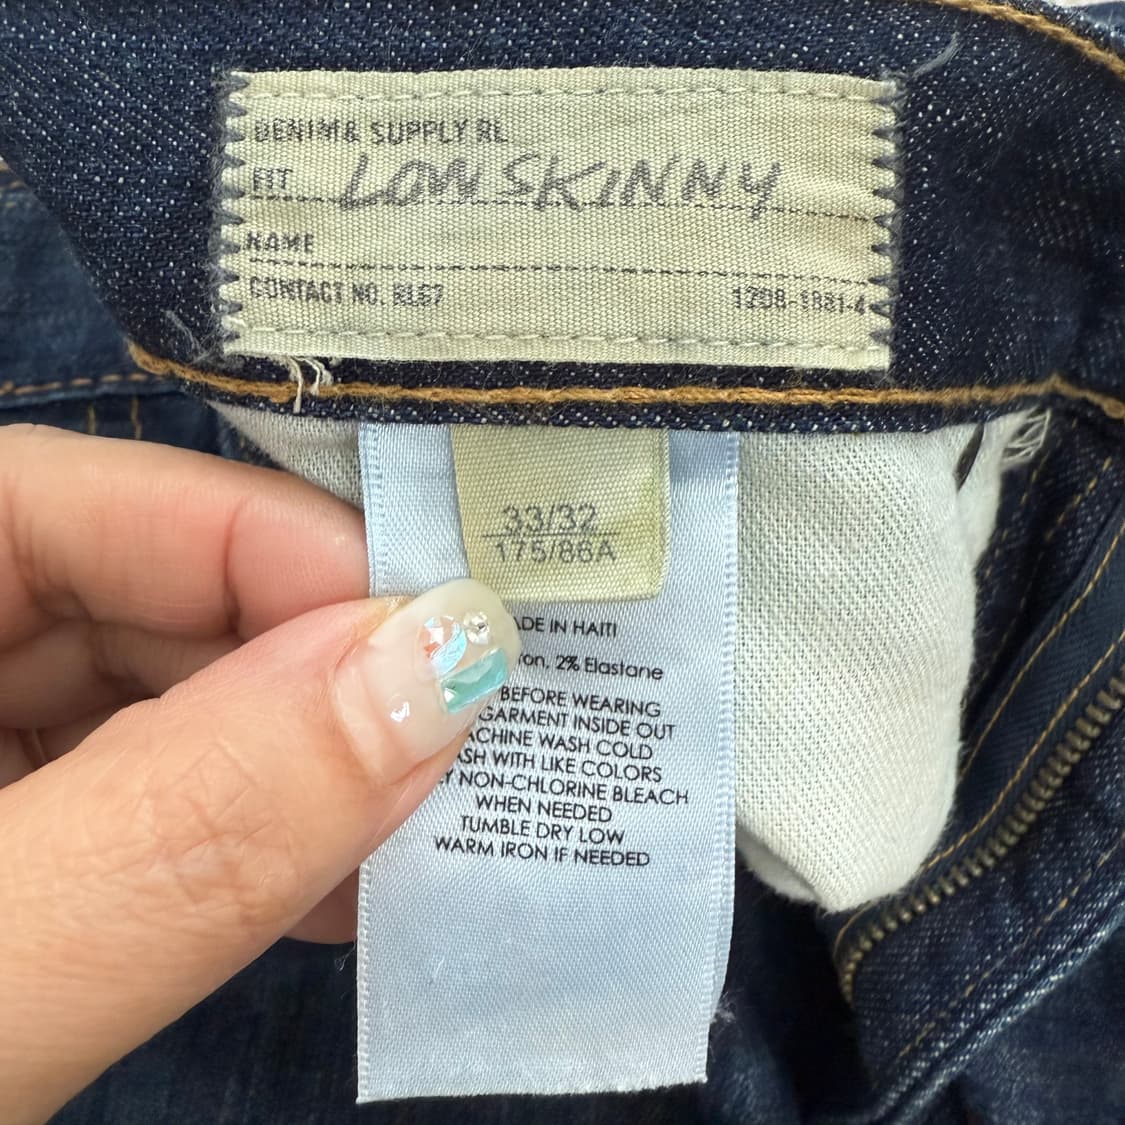 DENIM & SUPPLY RL
FIT LOW SKINNY
NAME
CONTACT NO. RL67 1208-1881-4
33/32
175/86A
ADE IN HAITI
on, 2% Elastane
BEFORE WEARING
GARMENT INSIDE OUT
ACHINE WASH COLD
ASH WITH LIKE COLORS
Y NON-CHLORINE BLEACH
WHEN NEEDED
TUMBLE DRY LOW
WARM IRON IF NEEDED